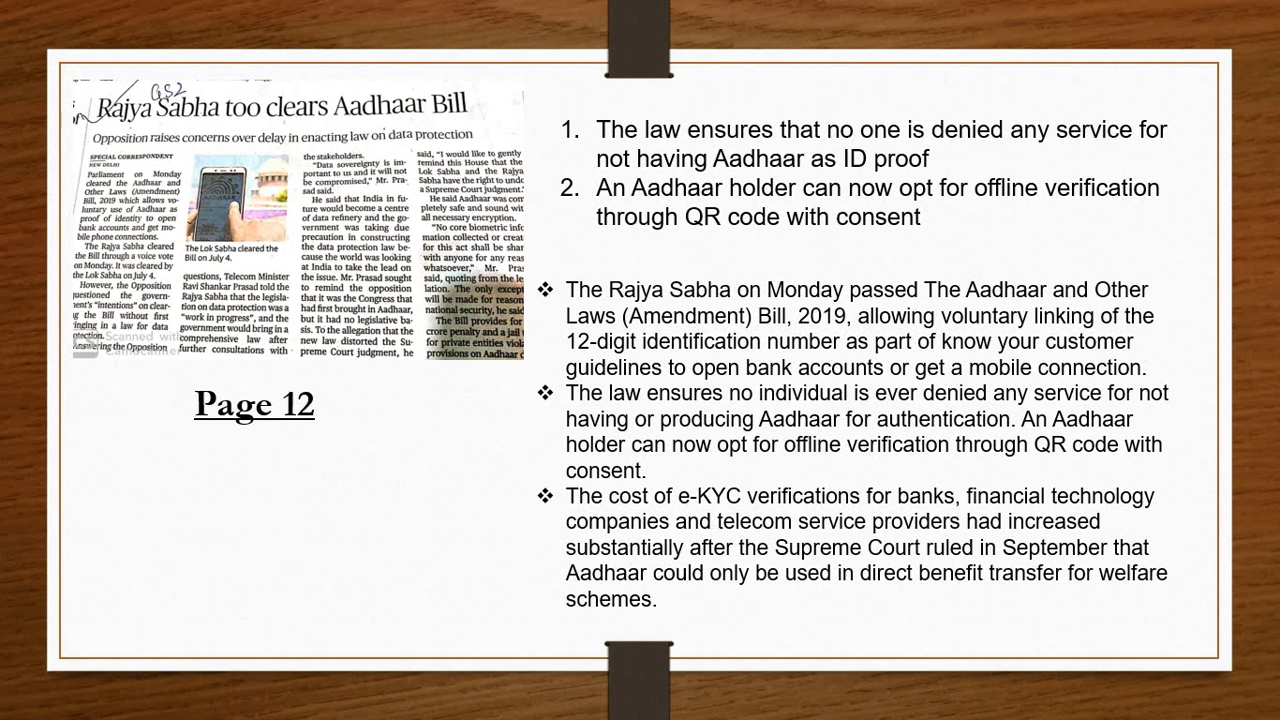 GS2
Rajya Sabha too clears Aadhaar Bill
Opposition raises concerns over delay in enacting law on data protection
SPECIAL CORRESPONDENT
NEW DELHI
Parliament on Monday
cleared the Aadhaar and
Other Laws (Amendment)
Bill, 2019 which allows vo-
luntary use of Aadhaar as
proof of identity to open
bank accounts and get mo-
bile phone connections.
The Rajya Sabha cleared
the Bill through a voice vote
on Monday. It was cleared by
the Lok Sabha on July 4.
However, the Opposition
uestioned the govern-
ent's "intentions" on clear-
g the Bill without first
inging in a law for data
otection.
nswering the Opposition
The Lok Sabha cleared the
Bill on July 4.
questions, Telecom Minister
Ravi Shankar Prasad told the
Rajya Sabha that the legisla-
tion on data protection was a
"work in progress", and the
government would bring in a
comprehensive law after
further consultations with
the stakeholders.
"Data sovereignty is im-
portant to us and it will not
be compromised," Mr. Pra-
sad said.
He said that India in fu-
ture would become a centre
of data refinery and the go-
vernment was taking due
precaution in constructing
the data protection law be-
cause the world was looking
at India to take the lead on
the issue. Mr. Prasad sought
to remind the opposition
that it was the Congress that
had first brought in Aadhaar,
but it had no legislative ba-
sis. To the allegation that the
new law distorted the Su-
preme Court judgment, he
said, "I would like to gently
remind this House that the
Lok Sabha and the Rajya
Sabha have the right to undo
a Supreme Court judgment."
He said Aadhaar was com
pletely safe and sound wit
all necessary encryption.
"No core biometric info
mation collected or creat
for this act shall be shar
with anyone for any reas
whatsoever," Mr. Pras
said, quoting from the le
lation. The only except
will be made for reason
national security, he said
The Bill provides for
crore penalty and a jail
for private entities viola
provisions on Aadhaar d
Scanned with
CamScanner
Page 12
1. The law ensures that no one is denied any service for
not having Aadhaar as ID proof
2. An Aadhaar holder can now opt for offline verification
through QR code with consent
❖ The Rajya Sabha on Monday passed The Aadhaar and Other
Laws (Amendment) Bill, 2019, allowing voluntary linking of the
12-digit identification number as part of know your customer
guidelines to open bank accounts or get a mobile connection.
❖ The law ensures no individual is ever denied any service for not
having or producing Aadhaar for authentication. An Aadhaar
holder can now opt for offline verification through QR code with
consent.
❖ The cost of e-KYC verifications for banks, financial technology
companies and telecom service providers had increased
substantially after the Supreme Court ruled in September that
Aadhaar could only be used in direct benefit transfer for welfare
schemes.